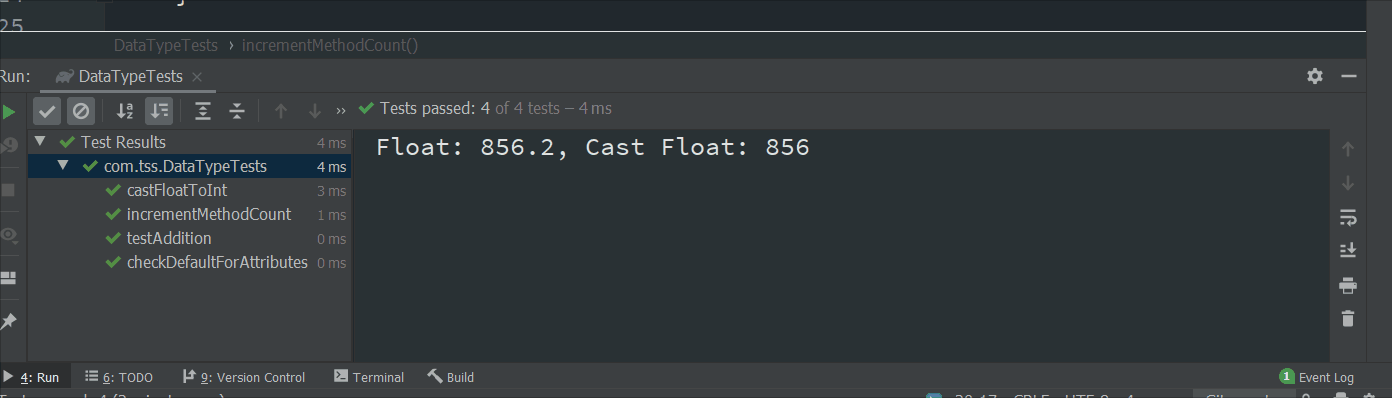 25
DataTypeTests › incrementMethodCount()
Run: DataTypeTests ×
Tests passed: 4 of 4 tests – 4 ms
Test Results 4 ms
com.tss.DataTypeTests 4 ms
castFloatToInt 3 ms
incrementMethodCount 1 ms
testAddition 0 ms
checkDefaultForAttributes 0 ms
Float: 856.2, Cast Float: 856
4: Run 6: TODO 9: Version Control Terminal Build 1 Event Log